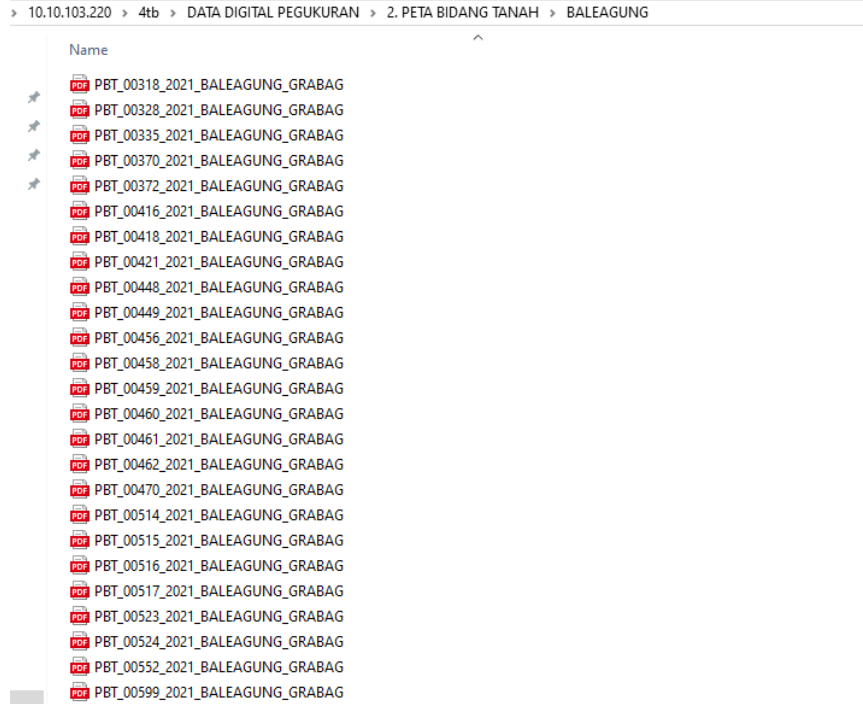 > 10.10.103.220 > 4tb > DATA DIGITAL PEGUKURAN > 2. PETA BIDANG TANAH > BALEAGUNG
Name
PDF PBT_00318_2021_BALEAGUNG_GRABAG
PDF PBT_00328_2021_BALEAGUNG_GRABAG
PDF PBT_00335_2021_BALEAGUNG_GRABAG
PDF PBT_00370_2021_BALEAGUNG_GRABAG
PDF PBT_00372_2021_BALEAGUNG_GRABAG
PDF PBT_00416_2021_BALEAGUNG_GRABAG
PDF PBT_00418_2021_BALEAGUNG_GRABAG
PDF PBT_00421_2021_BALEAGUNG_GRABAG
PDF PBT_00448_2021_BALEAGUNG_GRABAG
PDF PBT_00449_2021_BALEAGUNG_GRABAG
PDF PBT_00456_2021_BALEAGUNG_GRABAG
PDF PBT_00458_2021_BALEAGUNG_GRABAG
PDF PBT_00459_2021_BALEAGUNG_GRABAG
PDF PBT_00460_2021_BALEAGUNG_GRABAG
PDF PBT_00461_2021_BALEAGUNG_GRABAG
PDF PBT_00462_2021_BALEAGUNG_GRABAG
PDF PBT_00470_2021_BALEAGUNG_GRABAG
PDF PBT_00514_2021_BALEAGUNG_GRABAG
PDF PBT_00515_2021_BALEAGUNG_GRABAG
PDF PBT_00516_2021_BALEAGUNG_GRABAG
PDF PBT_00517_2021_BALEAGUNG_GRABAG
PDF PBT_00523_2021_BALEAGUNG_GRABAG
PDF PBT_00524_2021_BALEAGUNG_GRABAG
PDF PBT_00552_2021_BALEAGUNG_GRABAG
PDF PBT_00599_2021_BALEAGUNG_GRABAG